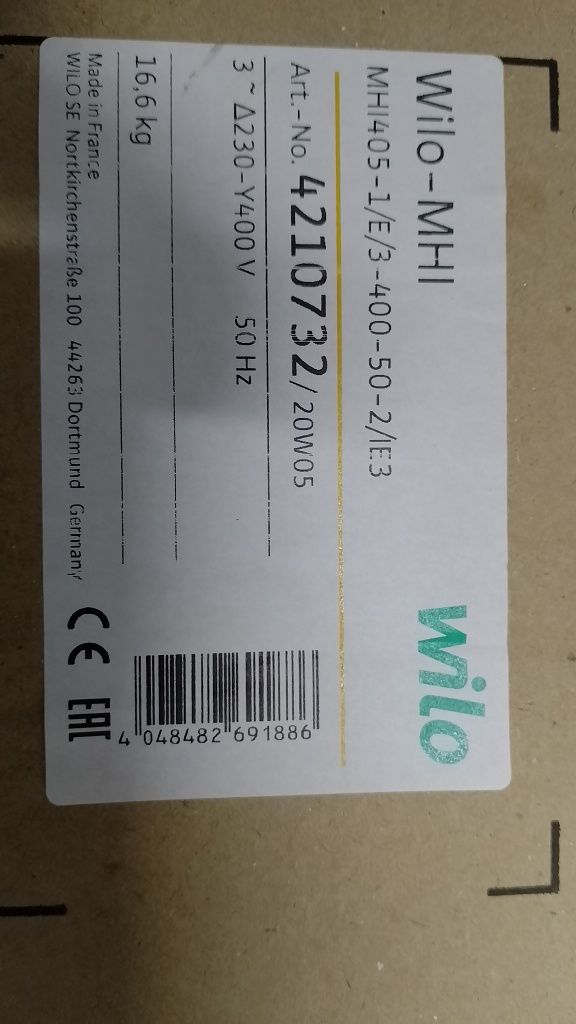 Wilo-MHI
wilo
MHI405-1/E/3-400-50-2/IE3
Art.-No. 4210732/20W05
3 ~ Δ230-Y400V 50 Hz
16,6 kg
4 048482 691886
Made in France
WILO SE Nortkirchenstraße 100 44263 Dortmund Germany
CE EAC